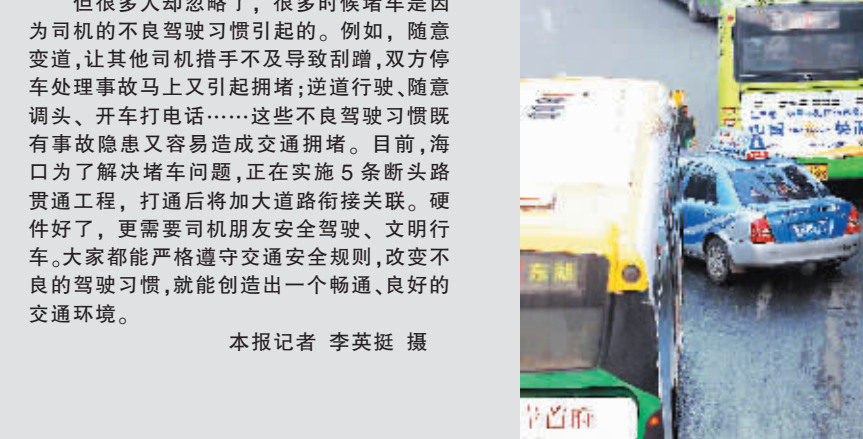 但很多人却忽略了，很多时候堵车是因
为司机的不良驾驶习惯引起的。例如，随意
变道，让其他司机措手不及导致刮蹭，双方停
车处理事故马上又引起拥堵；逆道行驶、随意
调头、开车打电话……这些不良驾驶习惯既
有事故隐患又容易造成交通拥堵。目前，海
口为了解决堵车问题，正在实施 5 条断头路
贯通工程，打通后将加大道路衔接关联。硬
件好了，更需要司机朋友安全驾驶、文明行
车。大家都能严格遵守交通安全规则，改变不
良的驾驶习惯，就能创造出一个畅通、良好的
交通环境。
本报记者 李英挺 摄
东湖
首府